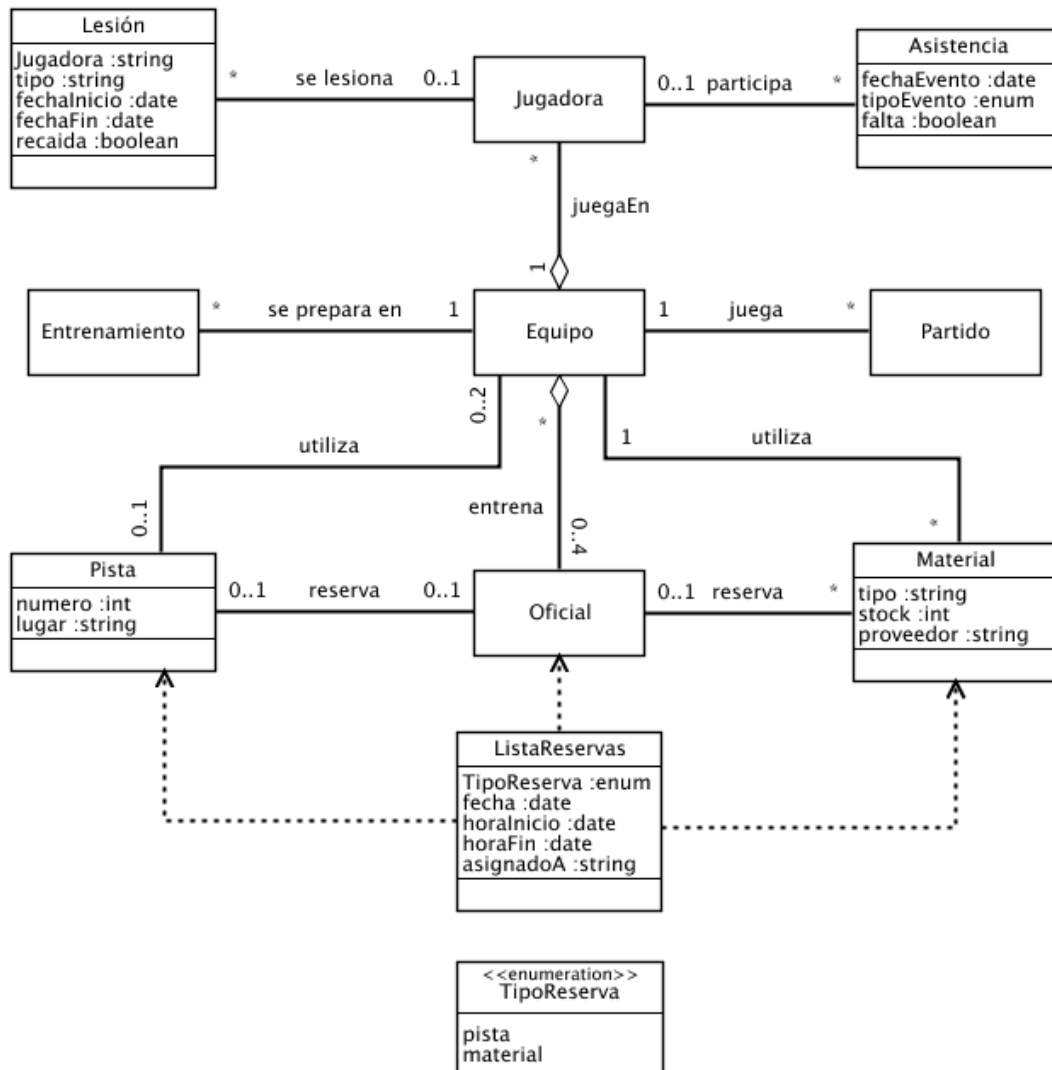 Lesión
Jugadora :string
tipo :string
fechaInicio :date
fechaFin :date
recaida :boolean
* se lesiona 0..1
Jugadora
0..1 participa *
Asistencia
fechaEvento :date
tipoEvento :enum
falta :boolean
*
juegaEn
1
Entrenamiento
* se prepara en 1
Equipo
1 juega *
Partido
0..2
utiliza
0..1
*
entrena
0..4
1
utiliza
*
Pista
numero :int
lugar :string
0..1 reserva 0..1
Oficial
0..1 reserva *
Material
tipo :string
stock :int
proveedor :string
ListaReservas
TipoReserva :enum
fecha :date
horaInicio :date
horaFin :date
asignadoA :string
<<enumeration>>
TipoReserva
pista
material